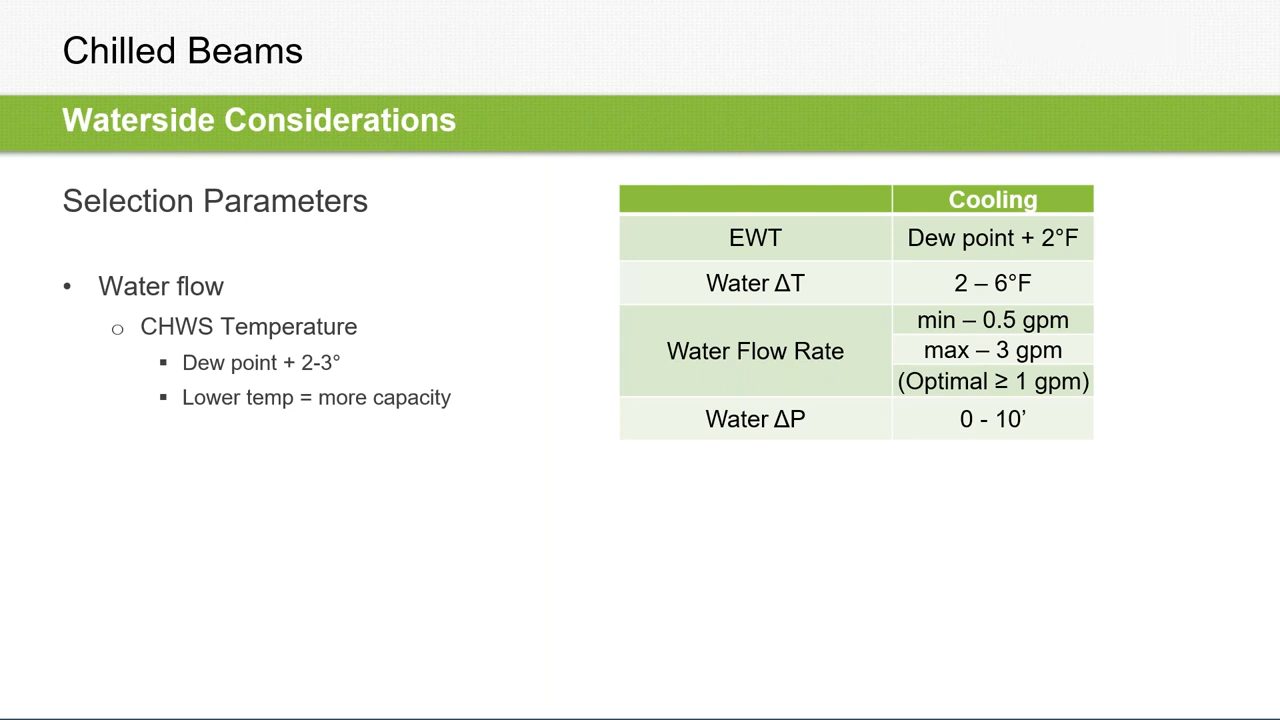 Chilled Beams
Waterside Considerations
Selection Parameters
• Water flow
o CHWS Temperature
▪ Dew point + 2-3°
▪ Lower temp = more capacity
Cooling
EWT Dew point + 2°F
Water ΔT 2 – 6°F
Water Flow Rate
min – 0.5 gpm
max – 3 gpm
(Optimal ≥ 1 gpm)
Water ΔP 0 - 10’